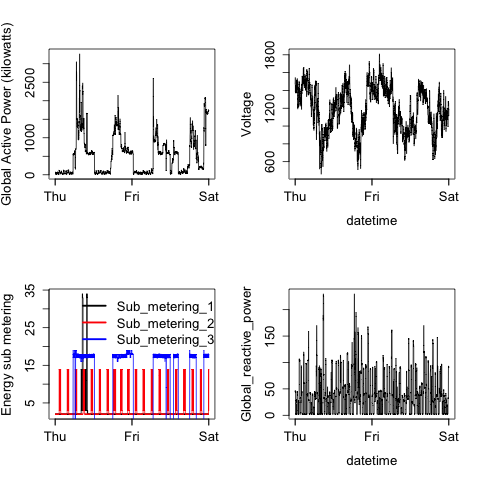 Global Active Power (kilowatts)
0
1000
2500
Thu
Fri
Sat
Voltage
600
1200
1800
Thu
Fri
Sat
datetime
Energy sub metering
5
15
25
35
Sub_metering_1
Sub_metering_2
Sub_metering_3
Thu
Fri
Sat
Global_reactive_power
0
50
150
Thu
Fri
Sat
datetime